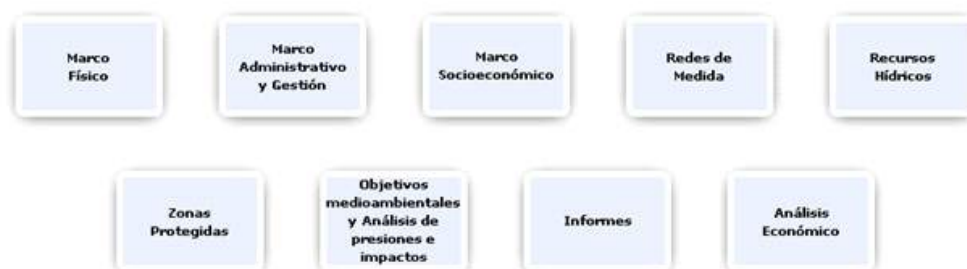 Marco
Físico
Marco
Administrativo
y Gestión
Marco
Socioeconómico
Redes de
Medida
Recursos
Hídricos
Zonas
Protegidas
Objetivos
medioambientales
y Análisis de
presiones e
impactos
Informes
Análisis
Económico